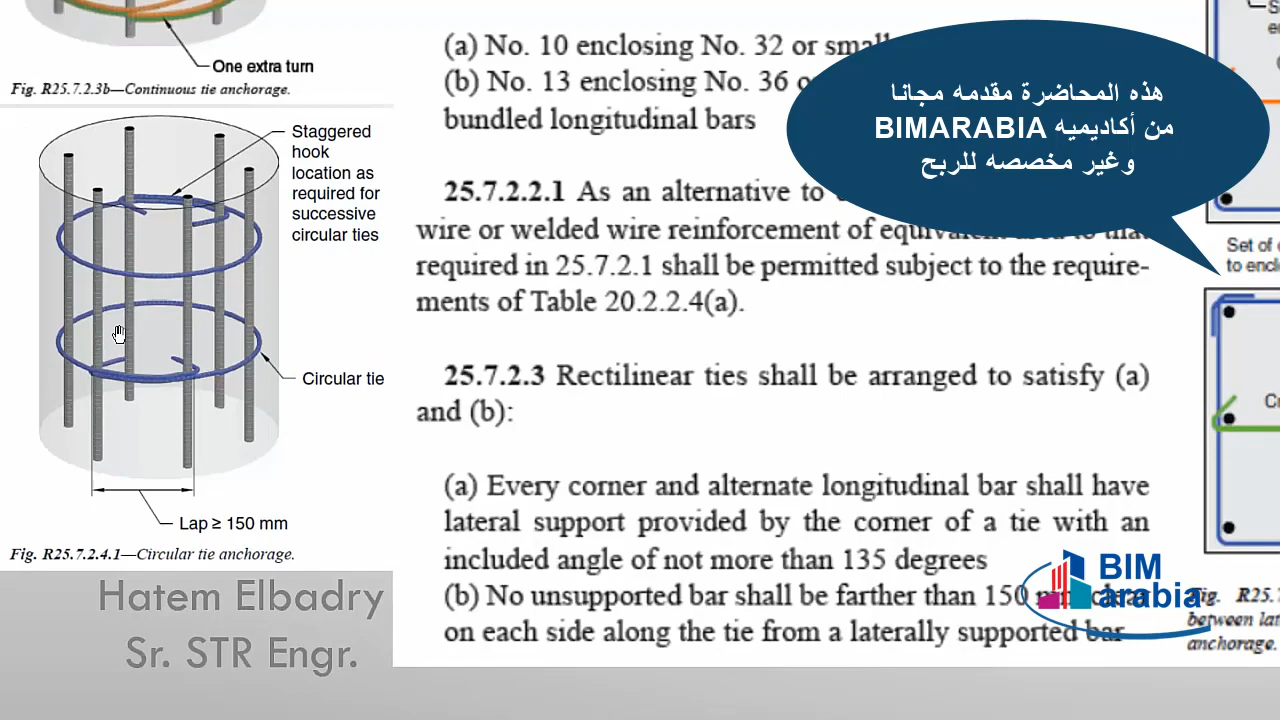 One extra turn
Fig. R25.7.2.3b—Continuous tie anchorage.
Staggered
hook
location as
required for
successive
circular ties
Circular tie
Lap ≥ 150 mm
Fig. R25.7.2.4.1—Circular tie anchorage.
Hatem Elbadry
Sr. STR Engr.
(a) No. 10 enclosing No. 32 or
(b) No. 13 enclosing No. 36
bundled longitudinal bars
25.7.2.2.1 As an alternative to
wire or welded wire reinforcement of equivalent area to that
required in 25.7.2.1 shall be permitted subject to the require-
ments of Table 20.2.2.4(a).
25.7.2.3 Rectilinear ties shall be arranged to satisfy (a)
and (b):
(a) Every corner and alternate longitudinal bar shall have
lateral support provided by the corner of a tie with an
included angle of not more than 135 degrees
(b) No unsupported bar shall be farther than 150 mm clear
on each side along the tie from a laterally supported bar
هذه المحاضرة مقدمه مجانا
من أكاديميه BIMARABIA
وغير مخصصه للربح
Set of
to encl
BIM
arabia
Fig. R25.7
between lat
anchorage.